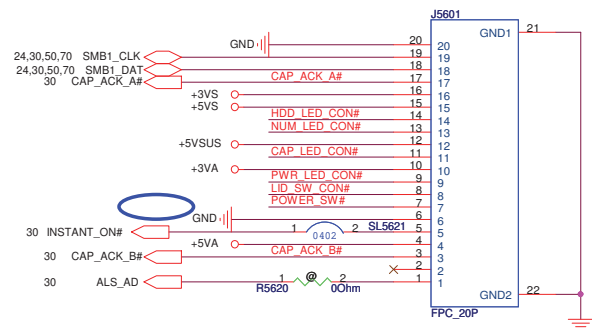 J5601
GND 20 20 GND1 21
24,30,50,70 SMB1_CLK 19 19
24,30,50,70 SMB1_DAT 18 18
30 CAP_ACK_A# CAP_ACK_A# 17 17
+3VS 16 16
+5VS 15 15
HDD_LED_CON# 14 14
NUM_LED_CON# 13 13
+5VSUS 12 12
CAP_LED_CON# 11 11
+3VA 10 10
PWR_LED_CON# 9 9
LID_SW_CON# 8 8
POWER_SW# 7 7
GND 6 6
30 INSTANT_ON# 1 0402 2 SL5621 5 5
+5VA 4 4
30 CAP_ACK_B# CAP_ACK_B# 3 3
2 2
30 ALS_AD 1 @ 2 1 1 GND2 22
R5620 0Ohm
FPC_20P